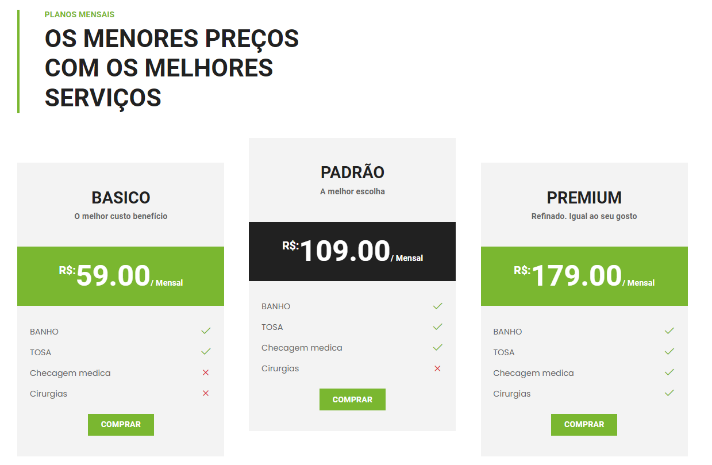 PLANOS MENSAIS
OS MENORES PREÇOS
COM OS MELHORES
SERVIÇOS
BASICO
O melhor custo benefício
R$:59.00/ Mensal
BANHO
TOSA
Checagem medica
Cirurgias
COMPRAR
PADRÃO
A melhor escolha
R$:109.00/ Mensal
BANHO
TOSA
Checagem medica
Cirurgias
COMPRAR
PREMIUM
Refinado. Igual ao seu gosto
R$:179.00/ Mensal
BANHO
TOSA
Checagem medica
Cirurgias
COMPRAR